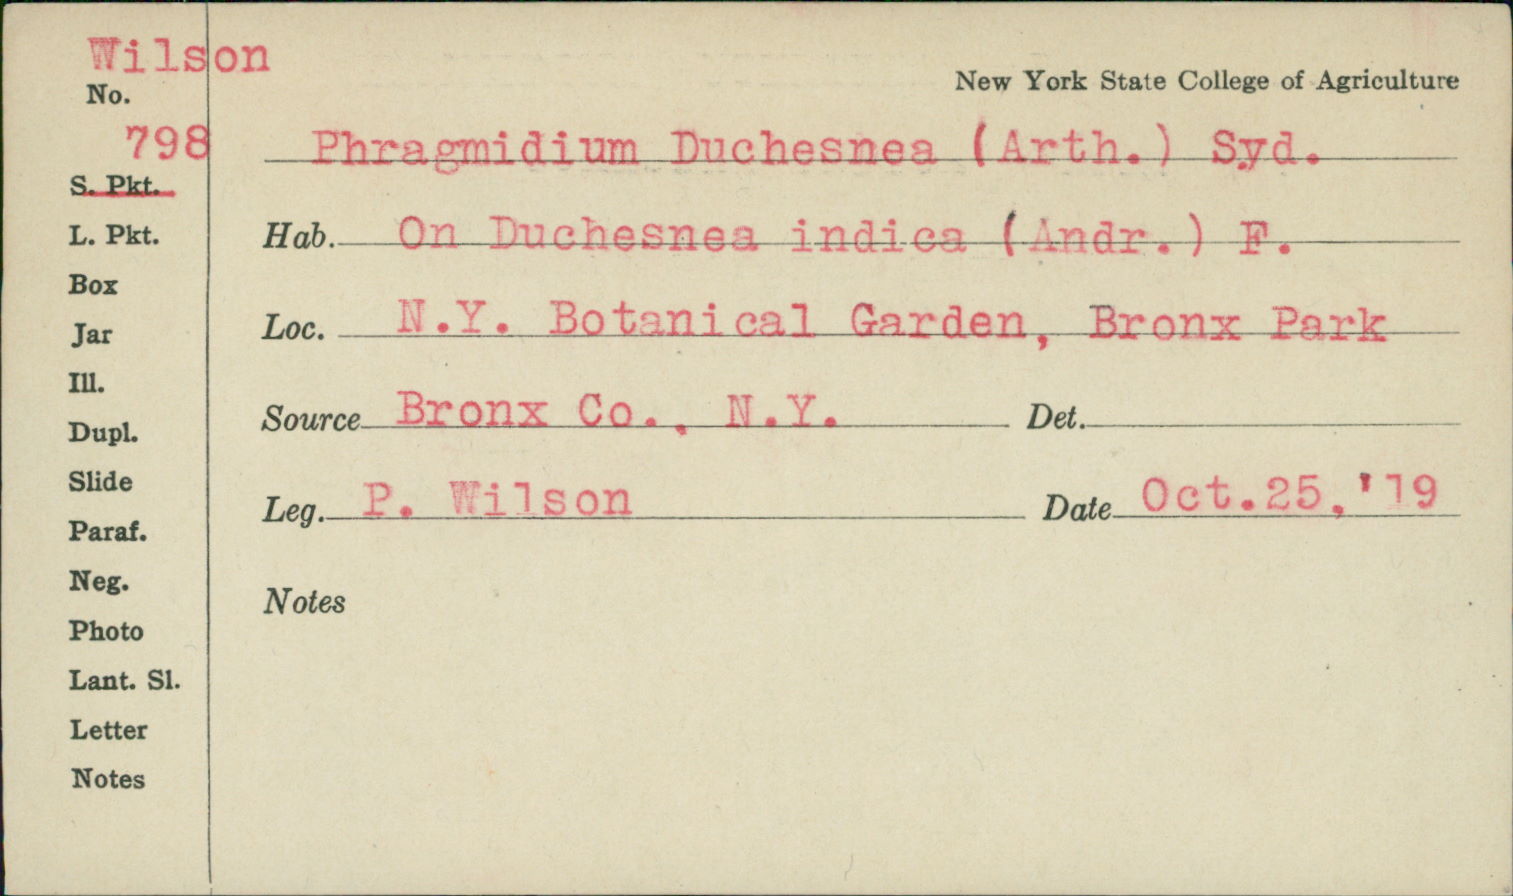 Wilson
New York State College of Agriculture
No.
798
Phragmidium Duchesnea (Arth.) Syd.
S. Pkt.
L. Pkt.
Hab. On Duchesnea indica (Andr.) F.
Box
Loc. N.Y. Botanical Garden, Bronx Park
Jar
Ill.
Source Bronx Co., N.Y. Det.
Dupl.
Slide
Leg. P. Wilson Date Oct.25,'19
Paraf.
Neg.
Notes
Photo
Lant. Sl.
Letter
Notes